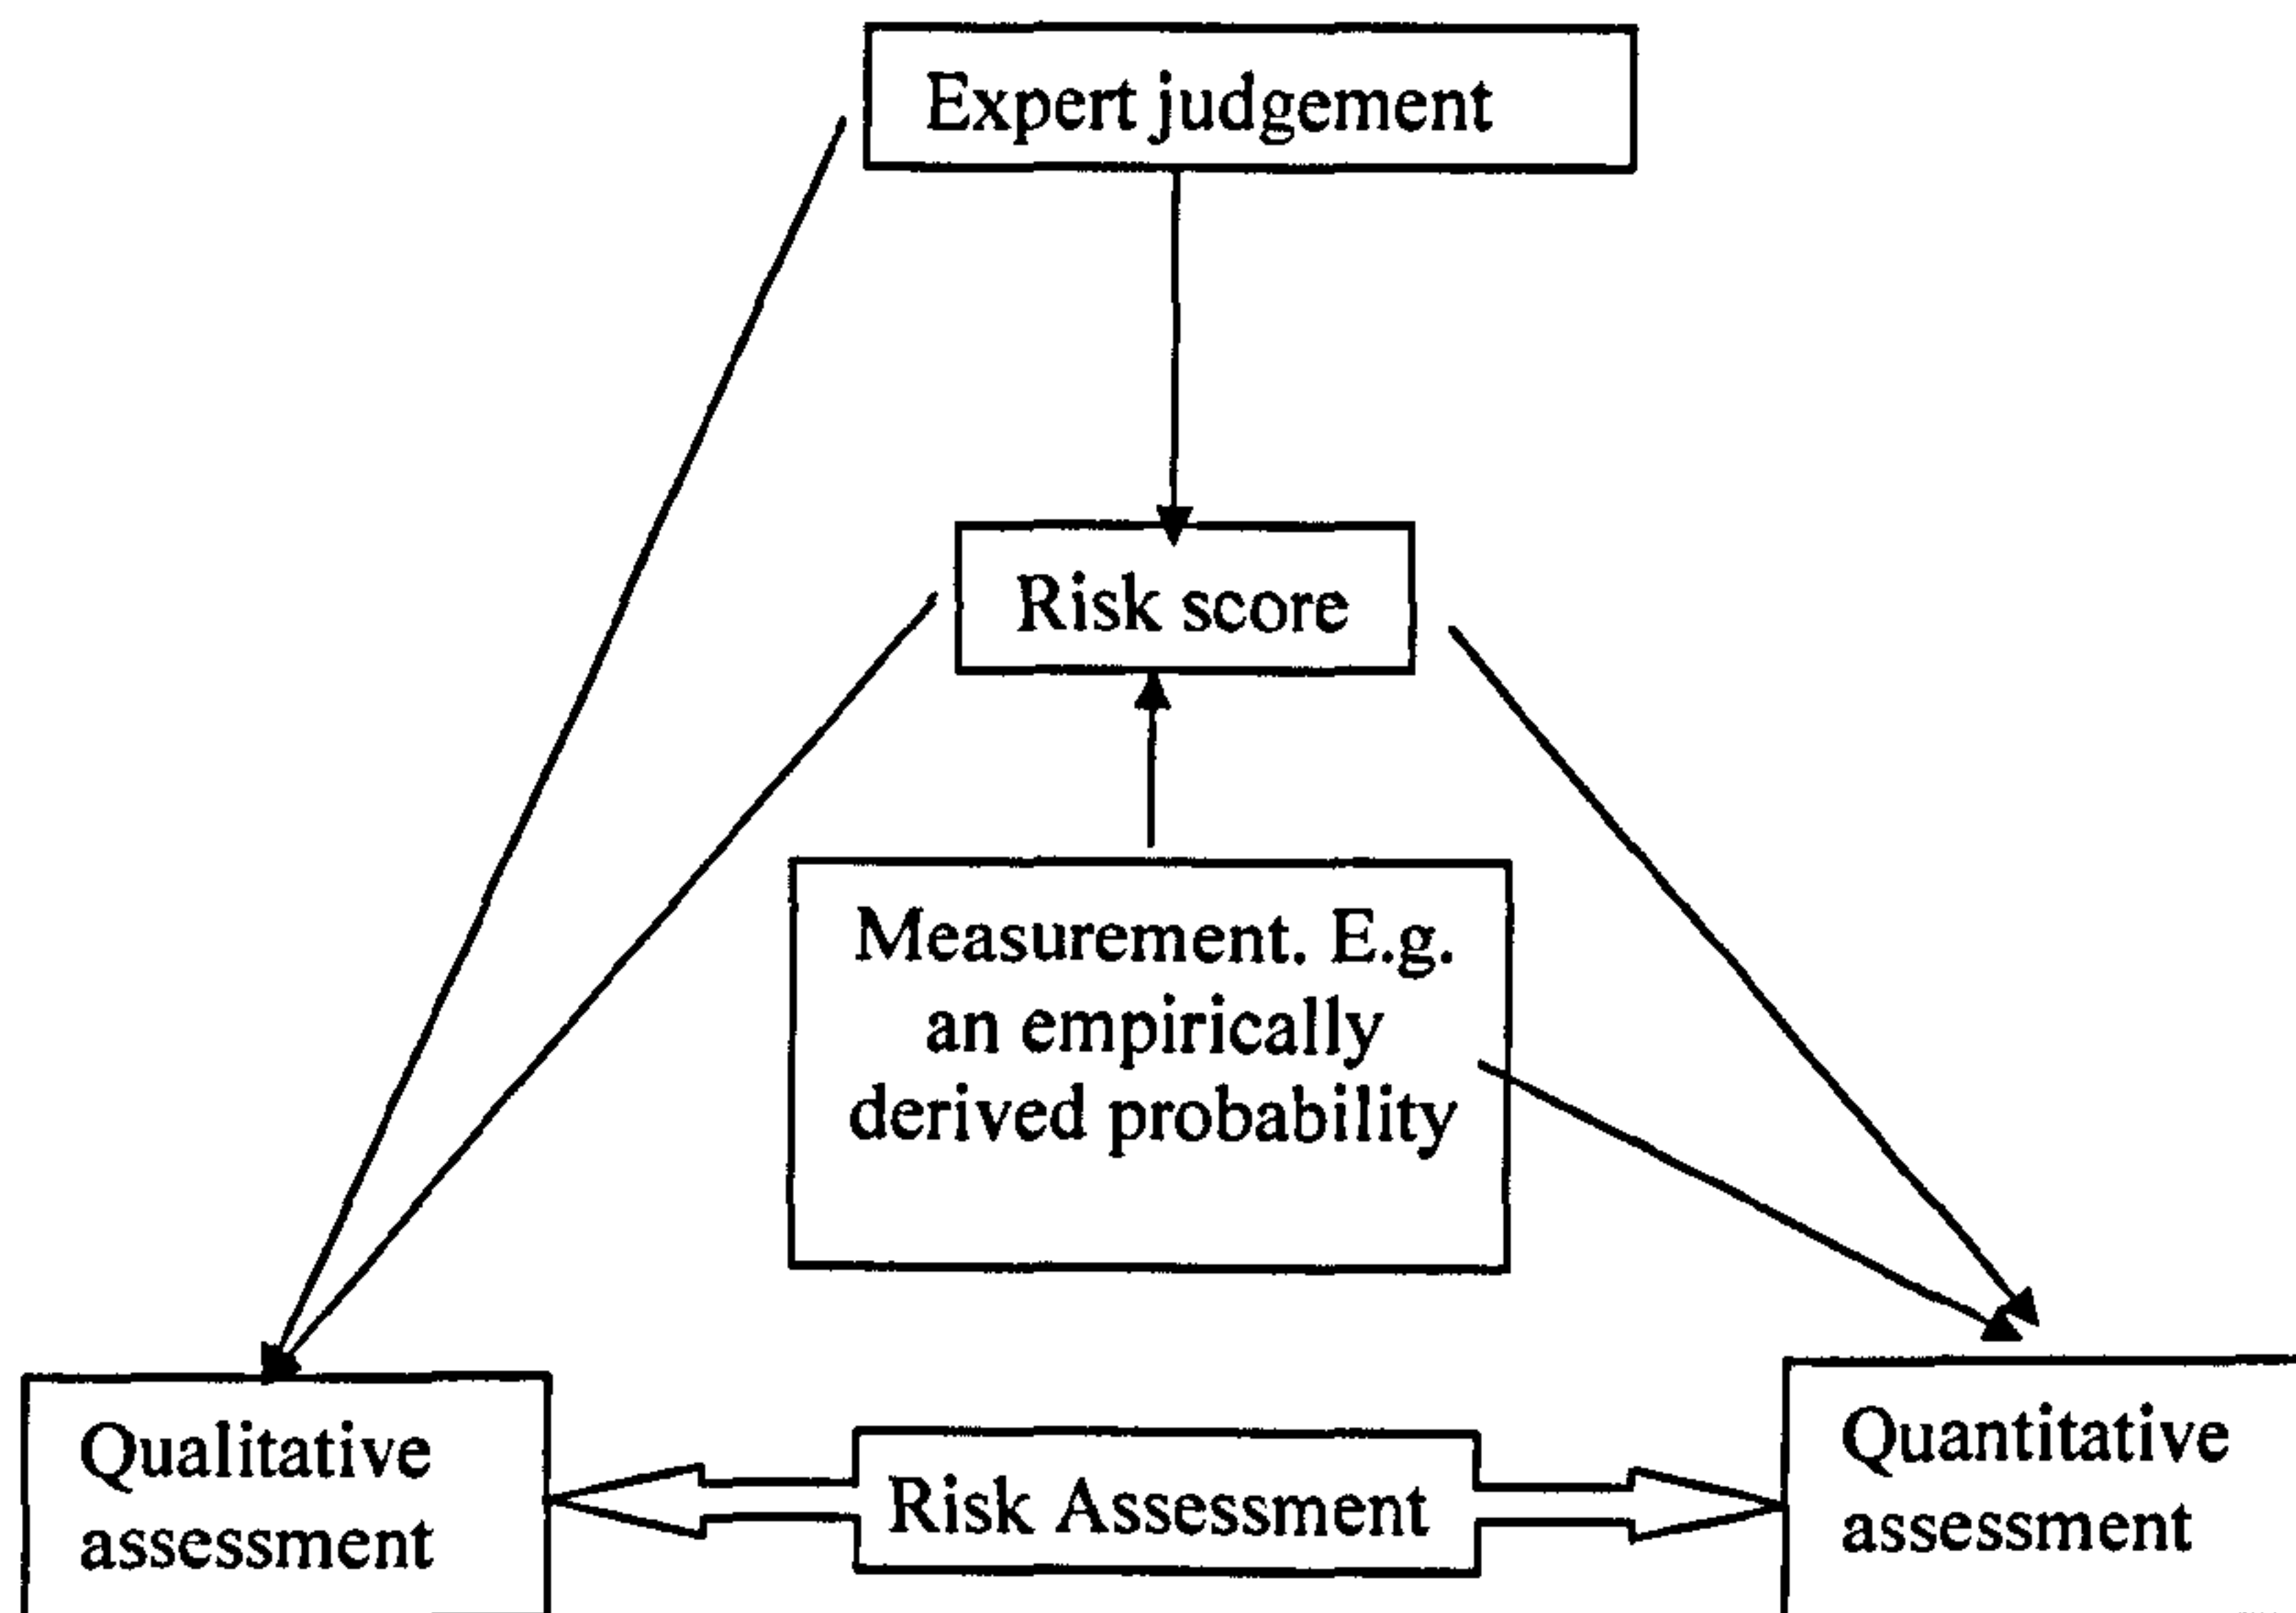 Expert judgement
Risk score
Measurement. E.g.
an empirically
derived probability
Qualitative
assessment
Risk Assessment
Quantitative
assessment